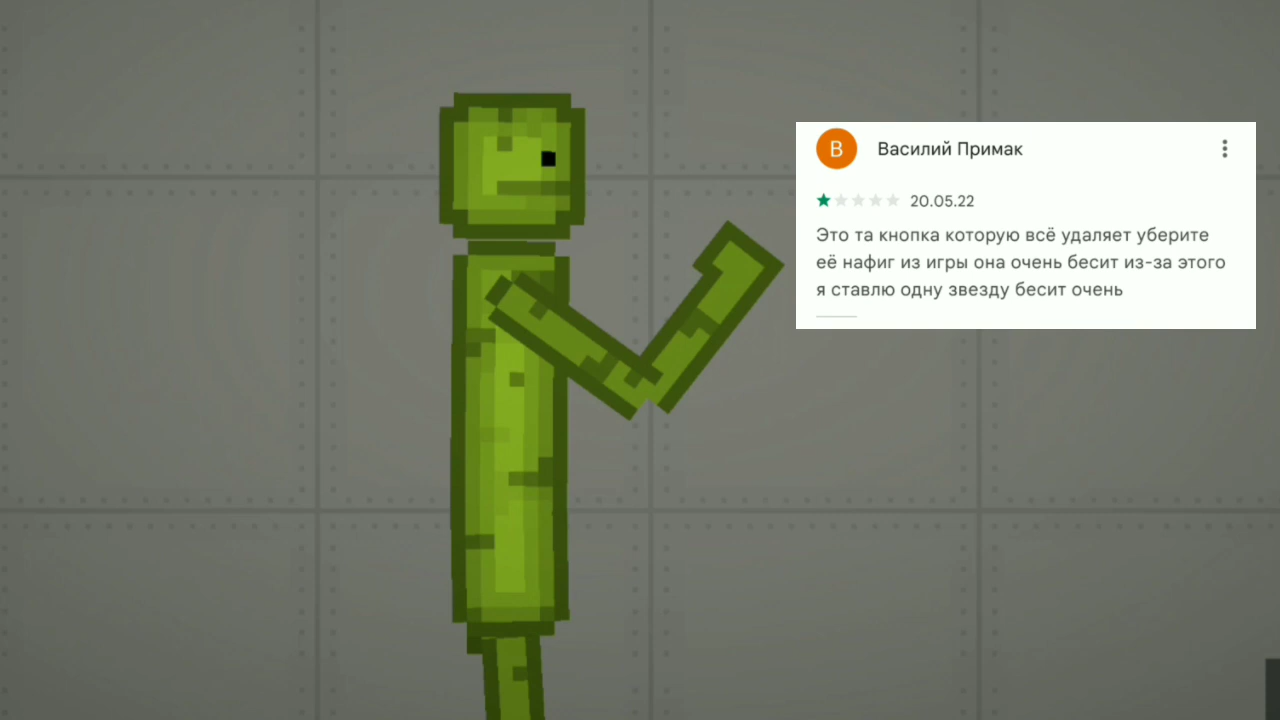 В
Василий Примак
20.05.22
Это та кнопка которую всё удаляет уберите
её нафиг из игры она очень бесит из-за этого
я ставлю одну звезду бесит очень